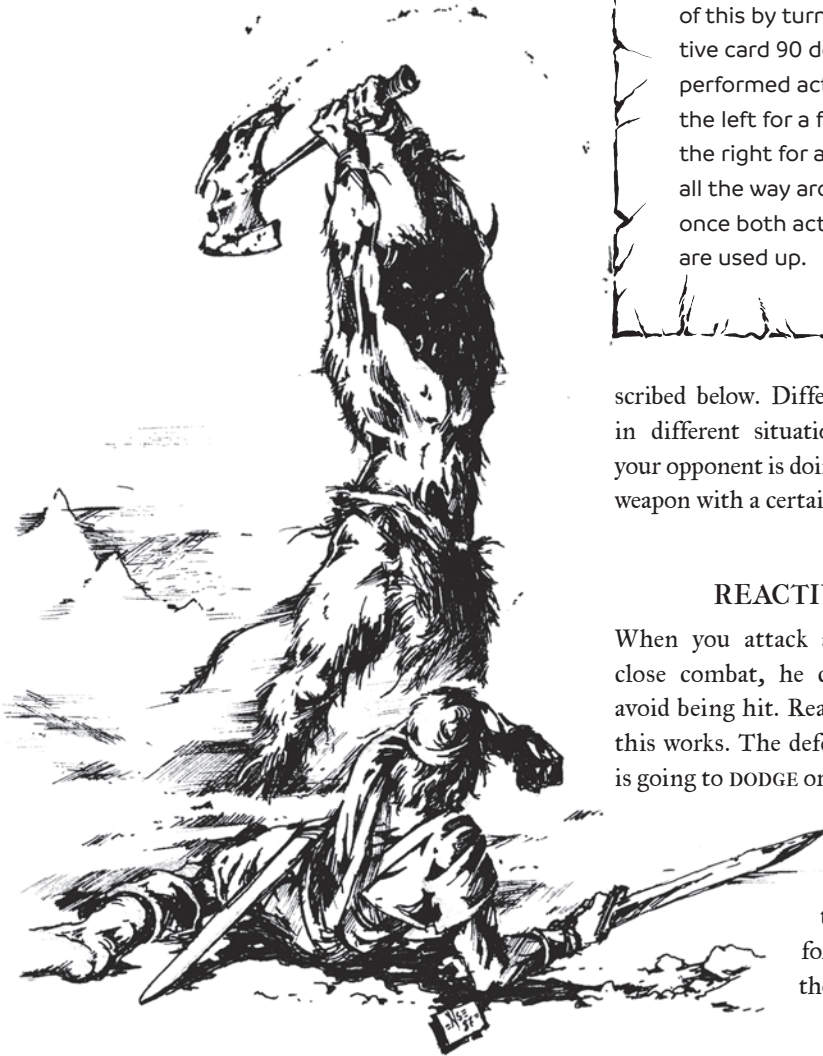 of this by turn
tive card 90 d
performed act
the left for a f
the right for a
all the way aro
once both act
are used up.
scribed below. Diffe
in different situatio
your opponent is doi
weapon with a certai
REACTI
When you attack
close combat, he
avoid being hit. Rea
this works. The defe
is going to DODGE or
fo
the